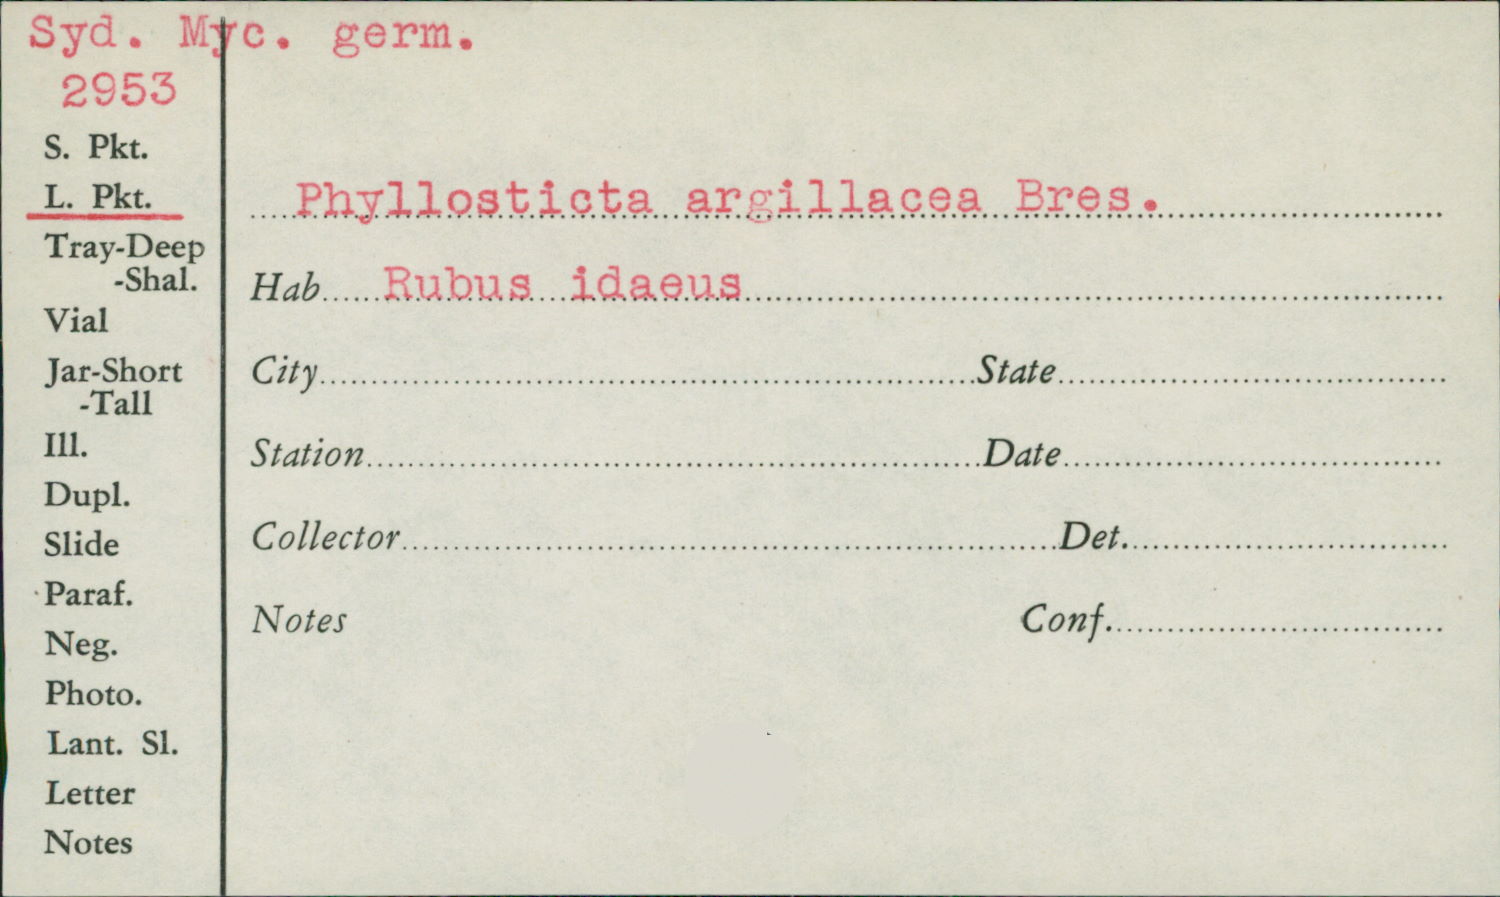 Syd. Myc. germ.
2953
S. Pkt.
L. Pkt.
Tray-Deep
-Shal.
Vial
Jar-Short
-Tall
Ill.
Dupl.
Slide
Paraf.
Neg.
Photo.
Lant. Sl.
Letter
Notes
Phyllosticta argillacea Bres.
Hab Rubus idaeus
City State
Station Date
Collector Det.
Notes Conf.